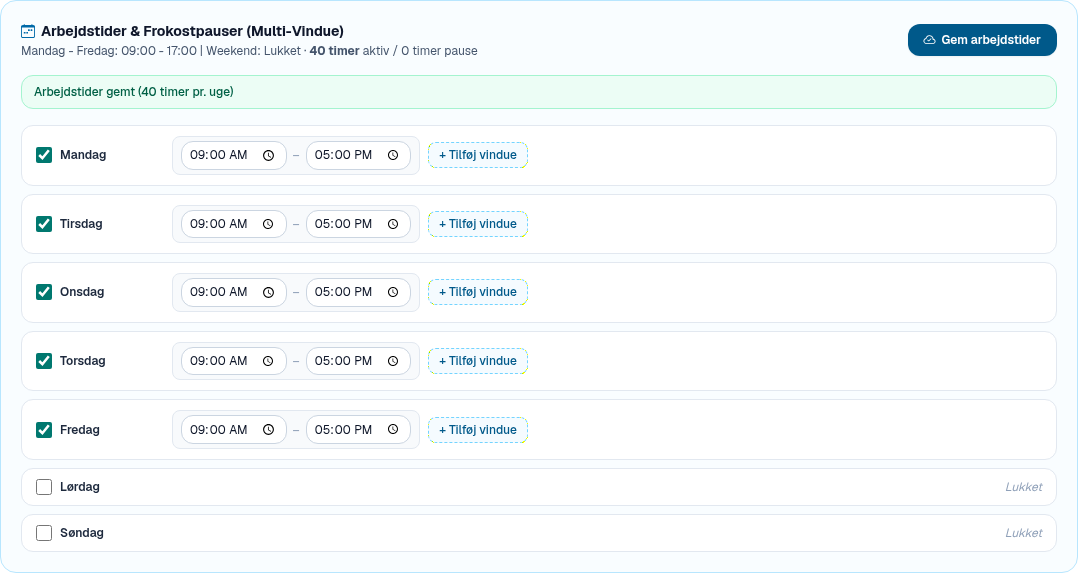 Arbejdstider & Frokostpauser (Multi-Vindue)
Mandag - Fredag: 09:00 - 17:00 | Weekend: Lukket · 40 timer aktiv / 0 timer pause
Gem arbejdstider
Arbejdstider gemt (40 timer pr. uge)
Mandag 09:00 AM – 05:00 PM + Tilføj vindue
Tirsdag 09:00 AM – 05:00 PM + Tilføj vindue
Onsdag 09:00 AM – 05:00 PM + Tilføj vindue
Torsdag 09:00 AM – 05:00 PM + Tilføj vindue
Fredag 09:00 AM – 05:00 PM + Tilføj vindue
Lørdag Lukket
Søndag Lukket